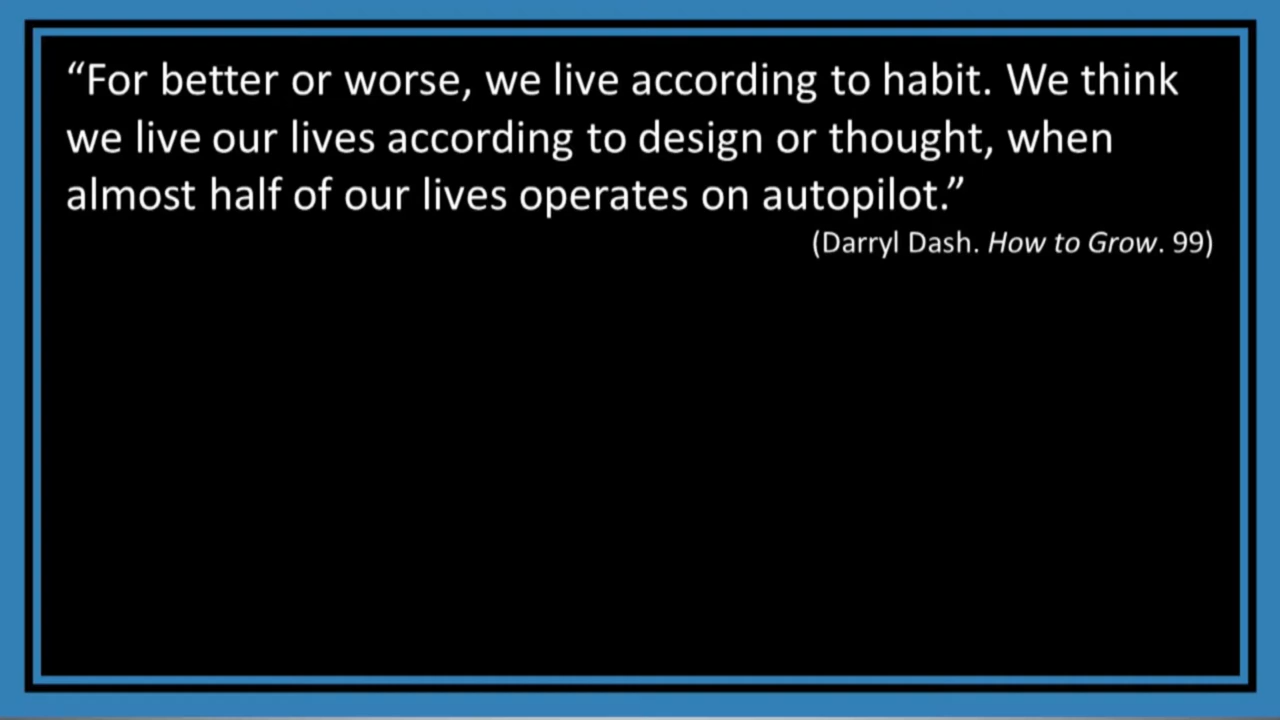 “For better or worse, we live according to habit. We think
we live our lives according to design or thought, when
almost half of our lives operates on autopilot.”
(Darryl Dash. How to Grow. 99)